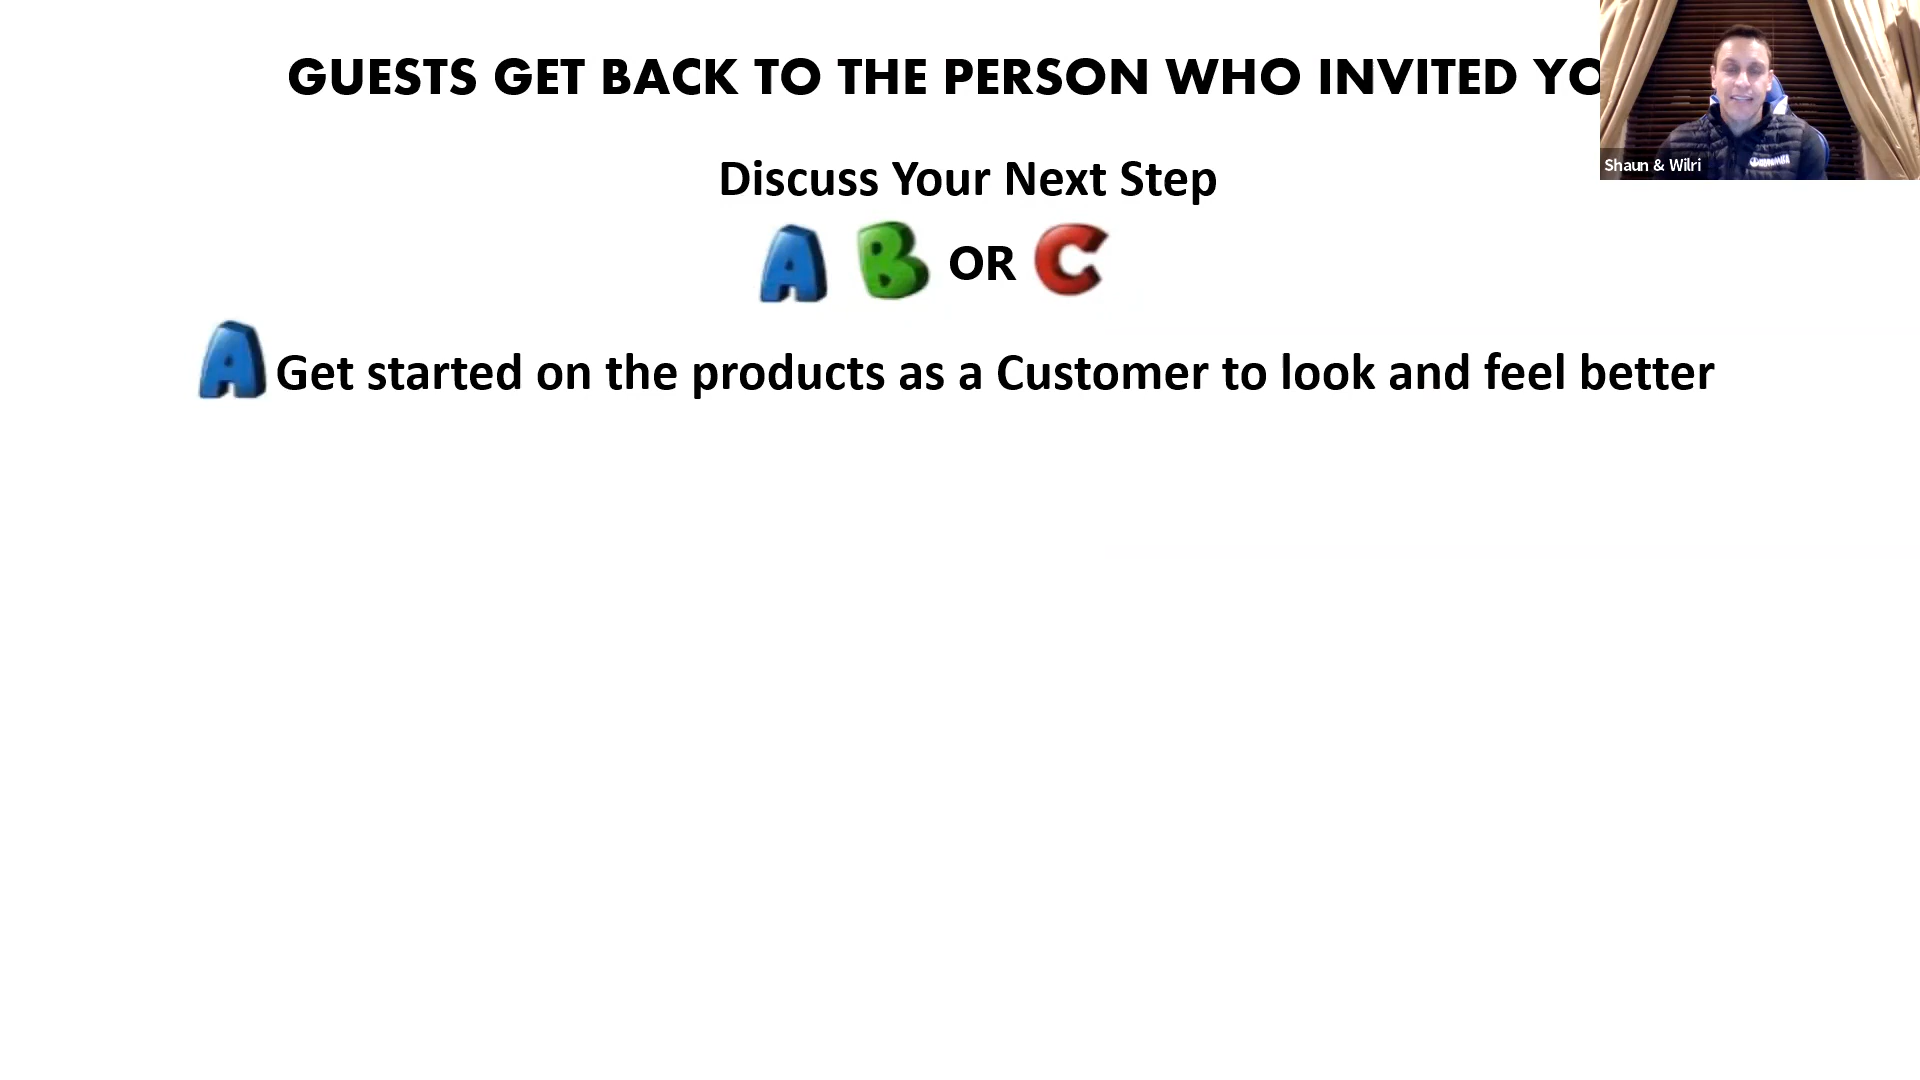 GUESTS GET BACK TO THE PERSON WHO INVITED YO
Shaun & Wilri
Discuss Your Next Step
A B OR C
A Get started on the products as a Customer to look and feel better